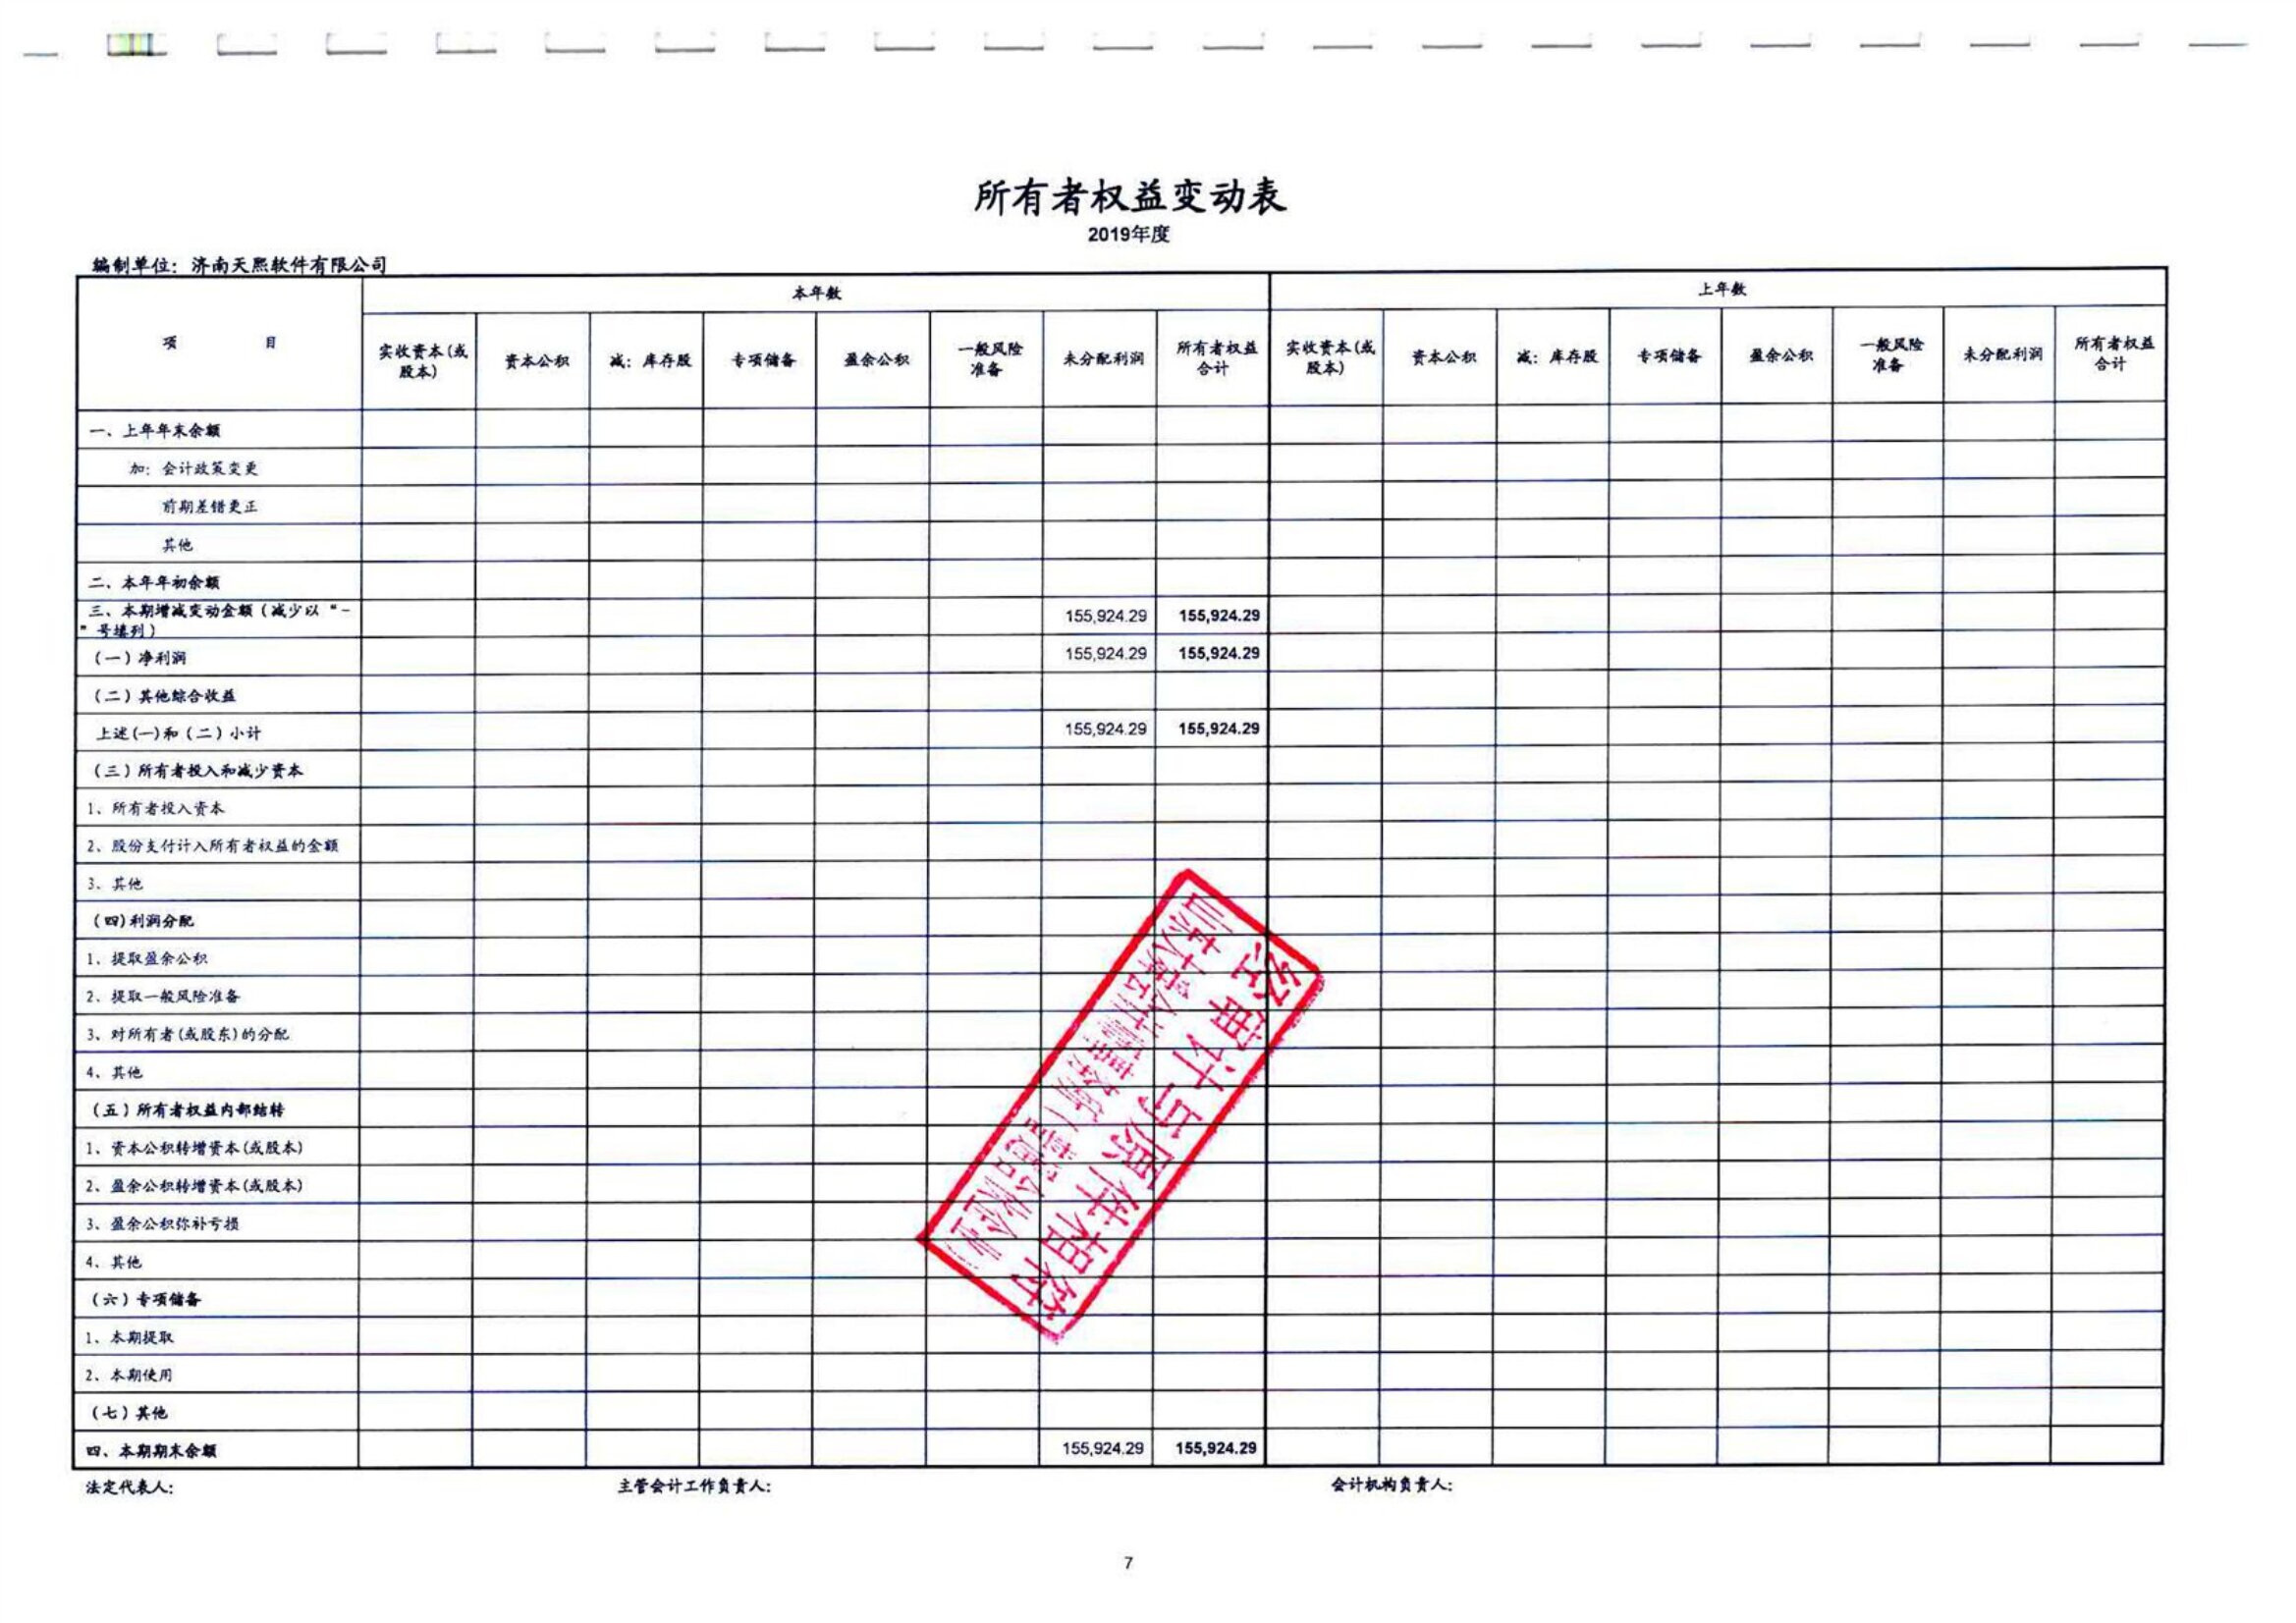 所有者权益变动表
2019年度
编制单位：济南天熙软件有限公司
项 目 本年数 上年数
实收资本(或股本) 资本公积 减：库存股 专项储备 盈余公积 一般风险准备 未分配利润 所有者权益合计 实收资本(或股本) 资本公积 减：库存股 专项储备 盈余公积 一般风险准备 未分配利润 所有者权益合计
一、上年年末余额
加：会计政策变更
前期差错更正
其他
二、本年年初余额
三、本期增减变动金额（减少以“-”号填列） 155,924.29 155,924.29
（一）净利润 155,924.29 155,924.29
（二）其他综合收益
上述(一)和（二）小计 155,924.29 155,924.29
（三）所有者投入和减少资本
1、所有者投入资本
2、股份支付计入所有者权益的金额
3、其他
（四)利润分配
1、提取盈余公积
2、提取一般风险准备
3、对所有者(或股东)的分配
4、其他
（五）所有者权益内部结转
1、资本公积转增资本(或股本)
2、盈余公积转增资本(或股本)
3、盈余公积弥补亏损
4、其他
（六）专项储备
1、本期提取
2、本期使用
（七）其他
四、本期期末余额 155,924.29 155,924.29
经审计与原件相符
法定代表人： 主管会计工作负责人： 会计机构负责人：
7